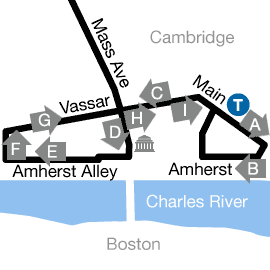 Cambridge
Mass Ave
Main
T
Vassar
C
A
I
H
G
D
F
E
Amherst
B
Amherst Alley
Charles River
Boston